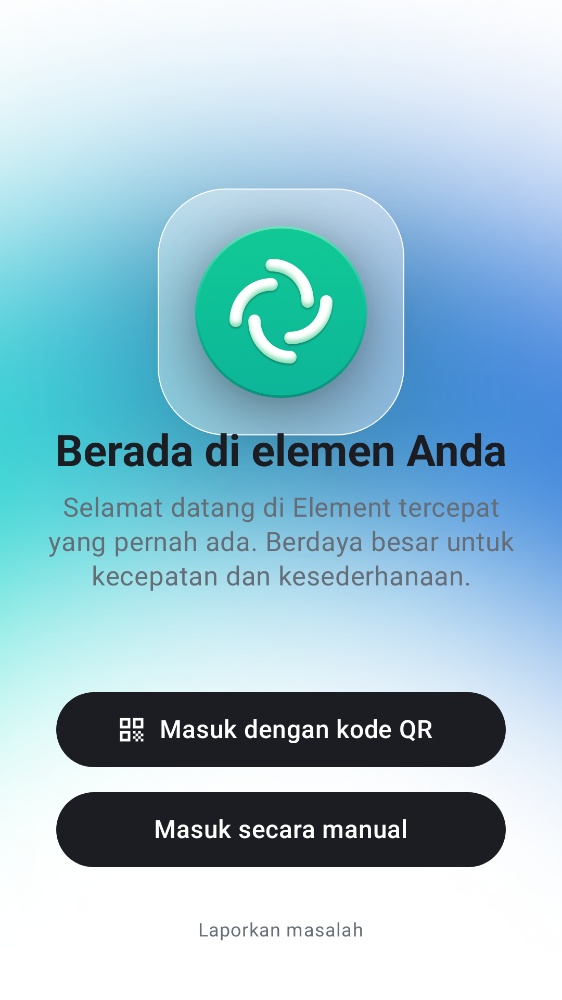 Berada di elemen Anda
Selamat datang di Element tercepat
yang pernah ada. Berdaya besar untuk
kecepatan dan kesederhanaan.
Masuk dengan kode QR
Masuk secara manual
Laporkan masalah